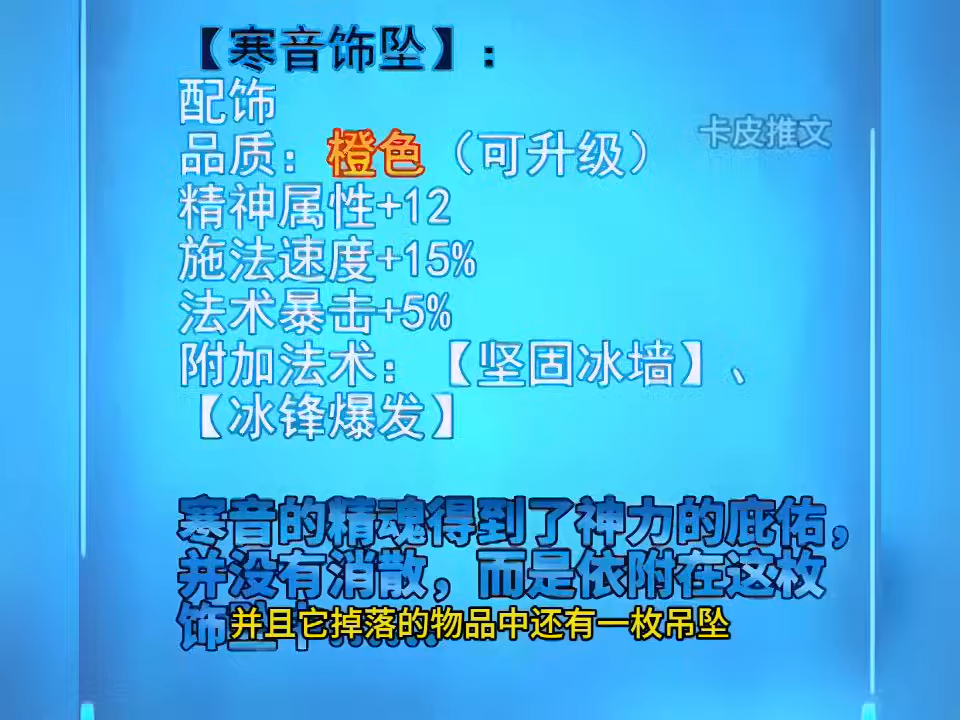 【寒音饰坠】：
配饰
卡皮推文
品质：橙色（可升级）
精神属性+12
施法速度+15%
法术暴击+5%
附加法术：【坚固冰墙】、
【冰锋爆发】
寒音的精魂得到了神力的庇佑，
并没有消散，而是依附在这枚
饰坠中
并且它掉落的物品中还有一枚吊坠